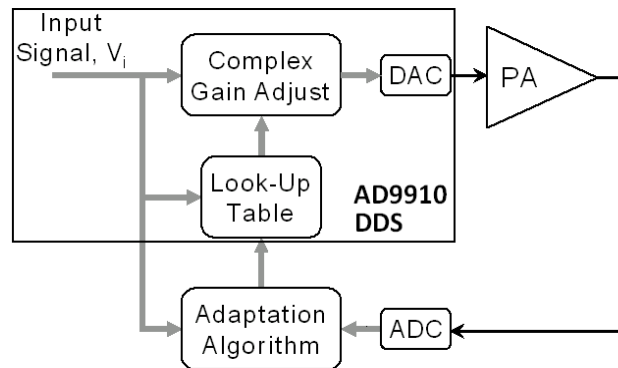 Input
Signal, Vi
Complex
Gain Adjust
DAC
PA
Look-Up
Table
AD9910
DDS
Adaptation
Algorithm
ADC